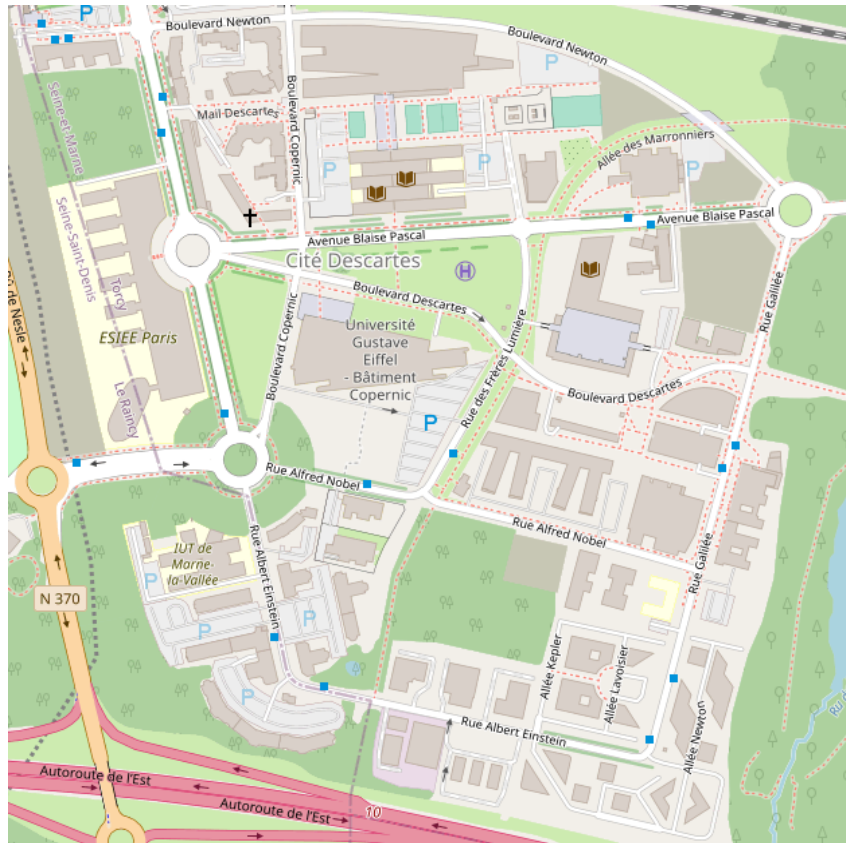 P
Boulevard Newton
Boulevard Newton
P
Seine-et-Marne
Boulevard Copernic
Mail Descartes
Allée des Marronniers
P
P
P
Seine-Saint-Denis
Avenue Blaise Pascal
Avenue Blaise Pascal
Cité Descartes
H
Torcy
Boulevard Descartes
Rue Galilée
ESIEE Paris
Université
Gustave
Eiffel
- Bâtiment
Copernic
Boulevard Copernic
Rue des Frères Lumière
Le Raincy
Boulevard Descartes
P
Rue Alfred Nobel
Rue Alfred Nobel
Rue Albert Einstein
IUT de
Marne-
la-Vallée
Rue Galilée
N 370
P
P
P
P
Allée Kepler
Allée Lavoisier
Rue Albert Einstein
Allée Newton
Autoroute de l'Est
Autoroute de l'Est
10